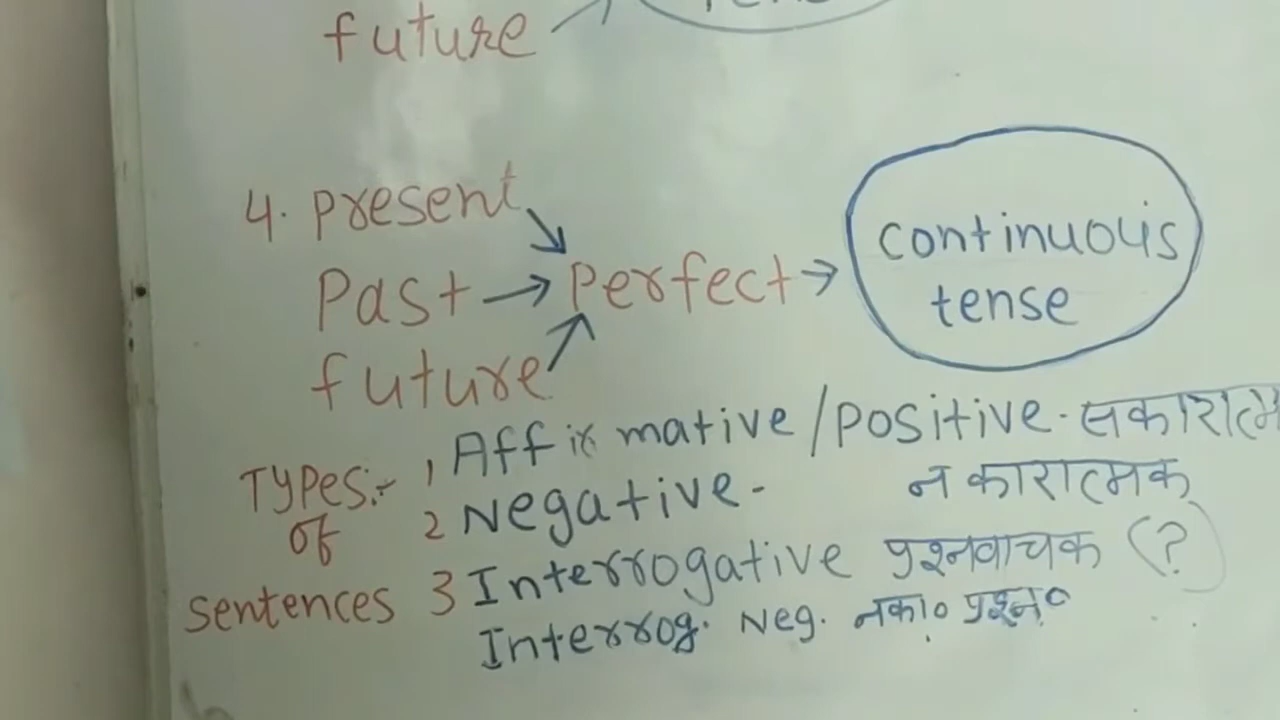 future
4. present
Past → Perfect → continuous tense
future
Types:- 1, Affirmative / positive - सकारात्म
of 2 Negative - नकारात्मक
sentences 3 Interrogative प्रश्नवाचक (?)
Interrog. Neg. नका० प्रश्न०